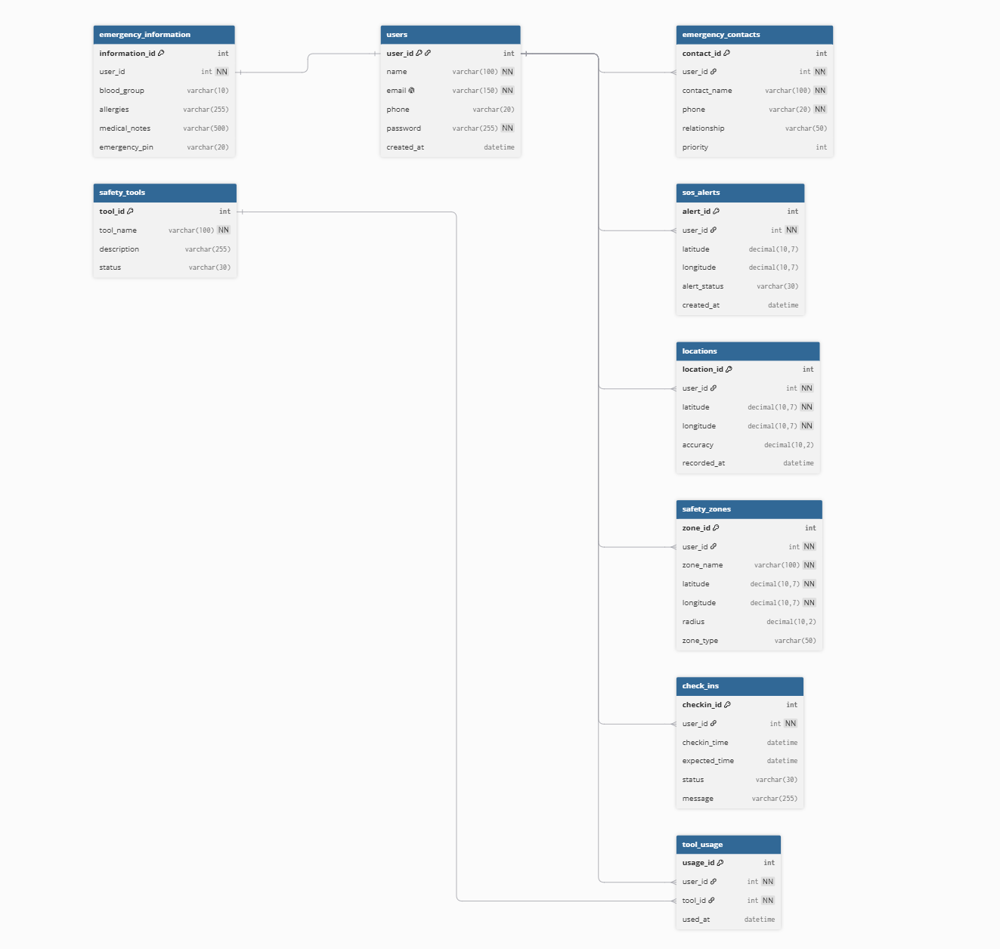 emergency_information
information_id int
user_id int NN
blood_group varchar(10)
allergies varchar(255)
medical_notes varchar(500)
emergency_pin varchar(20)
users
user_id int
name varchar(100) NN
email varchar(150) NN
phone varchar(20)
password varchar(255) NN
created_at datetime
emergency_contacts
contact_id int
user_id int NN
contact_name varchar(100) NN
phone varchar(20) NN
relationship varchar(50)
priority int
safety_tools
tool_id int
tool_name varchar(100) NN
description varchar(255)
status varchar(30)
sos_alerts
alert_id int
user_id int NN
latitude decimal(10,7)
longitude decimal(10,7)
alert_status varchar(30)
created_at datetime
locations
location_id int
user_id int NN
latitude decimal(10,7) NN
longitude decimal(10,7) NN
accuracy decimal(10,2)
recorded_at datetime
safety_zones
zone_id int
user_id int NN
zone_name varchar(100) NN
latitude decimal(10,7) NN
longitude decimal(10,7) NN
radius decimal(10,2)
zone_type varchar(50)
check_ins
checkin_id int
user_id int NN
checkin_time datetime
expected_time datetime
status varchar(30)
message varchar(255)
tool_usage
usage_id int
user_id int NN
tool_id int NN
used_at datetime